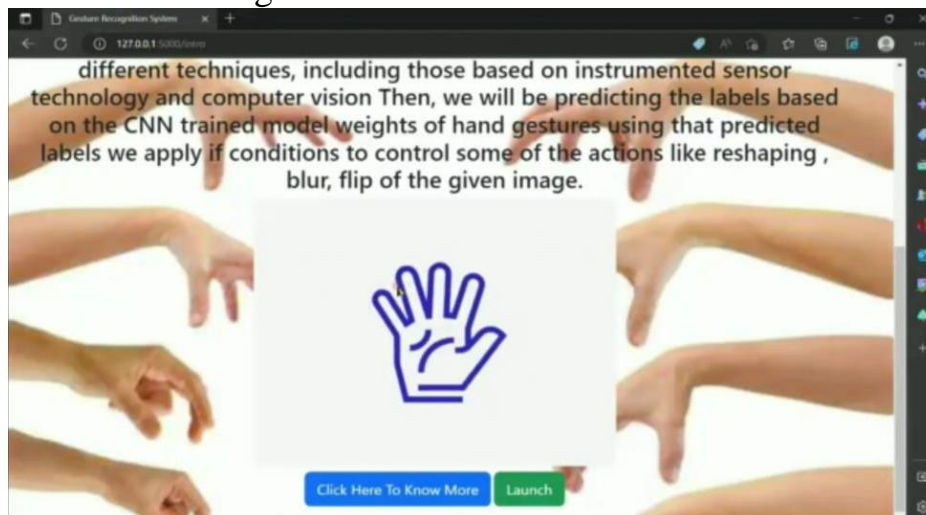 Gesture Recognition System
127.0.0.1:5000/intro
different techniques, including those based on instrumented sensor
technology and computer vision Then, we will be predicting the labels based
on the CNN trained model weights of hand gestures using that predicted
labels we apply if conditions to control some of the actions like reshaping ,
blur, flip of the given image.
Click Here To Know More
Launch